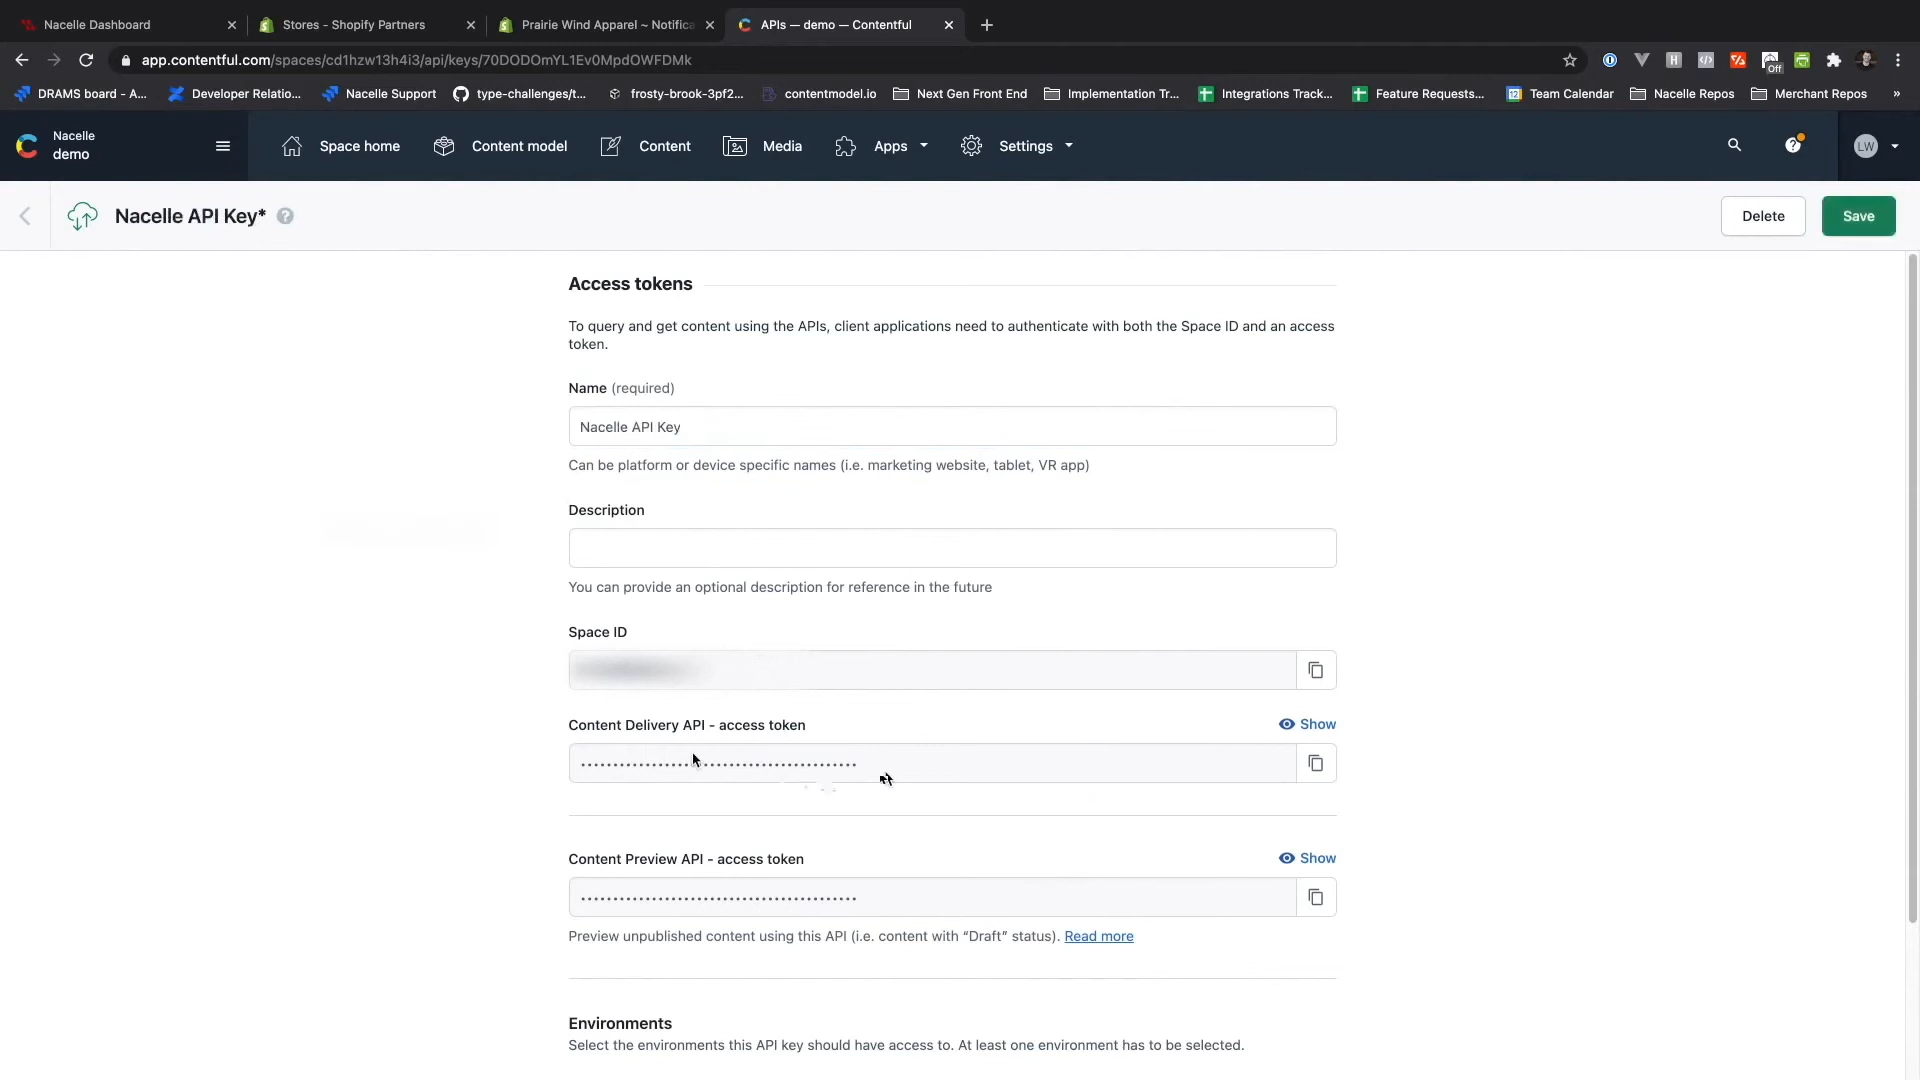 Nacelle Dashboard
Stores - Shopify Partners
Prairie Wind Apparel ~ Notifica
APIs — demo — Contentful
app.contentful.com/spaces/cd1hzw13h4i3/api/keys/70DODOmYL1Ev0MpdOWFDMk
Off
DRAMS board - A...
Developer Relatio...
Nacelle Support
type-challenges/t...
frosty-brook-3pf2...
contentmodel.io
Next Gen Front End
Implementation Tr...
Integrations Track...
Feature Requests...
12
Team Calendar
Nacelle Repos
Merchant Repos
»
Nacelle
demo
Space home
Content model
Content
Media
Apps
Settings
LW
Nacelle API Key*
Delete
Save
Access tokens
To query and get content using the APIs, client applications need to authenticate with both the Space ID and an access
token.
Name (required)
Nacelle API Key
Can be platform or device specific names (i.e. marketing website, tablet, VR app)
Description
You can provide an optional description for reference in the future
Space ID
Content Delivery API - access token
Show
Content Preview API - access token
Show
Preview unpublished content using this API (i.e. content with “Draft” status). Read more
Environments
Select the environments this API key should have access to. At least one environment has to be selected.